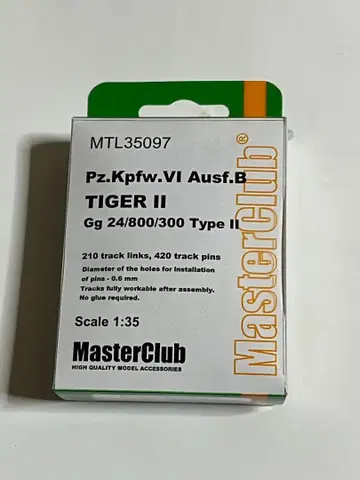 MTL35097
Pz.Kpfw.VI Ausf.B
TIGER II
Gg 24/800/300 Type II
210 track links, 420 track pins
Diameter of the holes for installation
of pins - 0.6 mm
Tracks fully workable after assembly.
No glue required.
Scale 1:35
MasterClub
HIGH QUALITY MODEL ACCESSORIES
MasterClub®